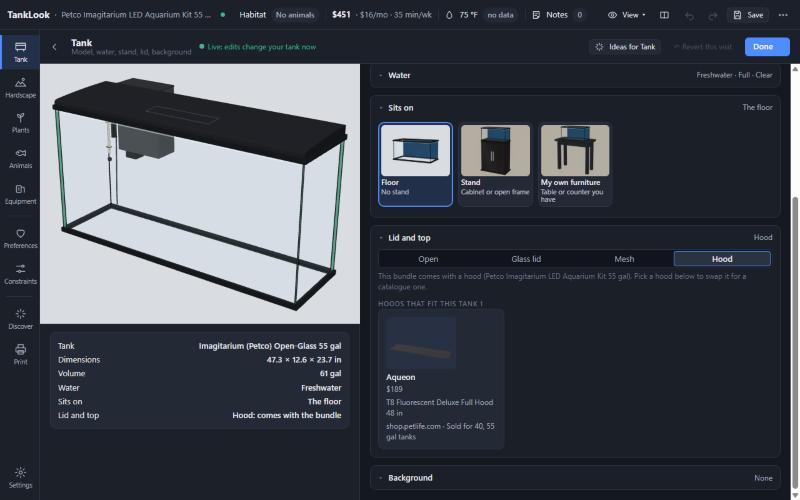 TankLook · Petco Imagitarium LED Aquarium Kit 55 ... Habitat No animals $451 · $16/mo · 35 min/wk 75 °F no data Notes 0 View Save
Tank
Model, water, stand, lid, background
Live: edits change your tank now
Ideas for Tank
Revert this visit
Done
Tank
Hardscape
Plants
Animals
Equipment
Preferences
Constraints
Discover
Print
Settings
Tank Imagitarium (Petco) Open-Glass 55 gal
Dimensions 47.3 × 12.6 × 23.7 in
Volume 61 gal
Water Freshwater
Sits on The floor
Lid and top Hood: comes with the bundle
Water Freshwater · Full · Clear
Sits on The floor
Floor
No stand
Stand
Cabinet or open frame
My own furniture
Table or counter you
have
Lid and top Hood
Open Glass lid Mesh Hood
This bundle comes with a hood (Petco Imagitarium LED Aquarium Kit 55 gal). Pick a hood below to swap it for a
catalogue one.
HOODS THAT FIT THIS TANK 1
Aqueon
$189
T8 Fluorescent Deluxe Full Hood
48 in
shop.petlife.com · Sold for 40, 55
gal tanks
Background None